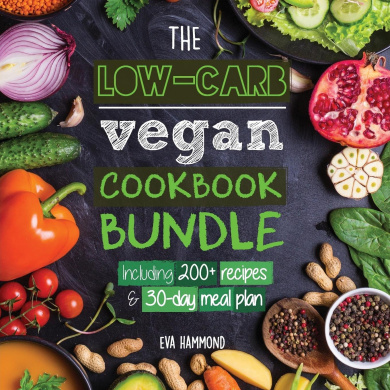 THE
LOW-CARB
vegan
COOKBOOK
BUNDLE
Including 200+ recipes
& 30-day meal plan
EVA HAMMOND